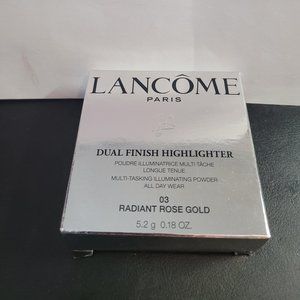 LANCÔME
PARIS
DUAL FINISH HIGHLIGHTER
POUDRE ILLUMINATRICE MULTI-TÂCHE
LONGUE TENUE
MULTI-TASKING ILLUMINATING POWDER
ALL DAY WEAR
03
RADIANT ROSE GOLD
5.2 g 0.18 OZ.